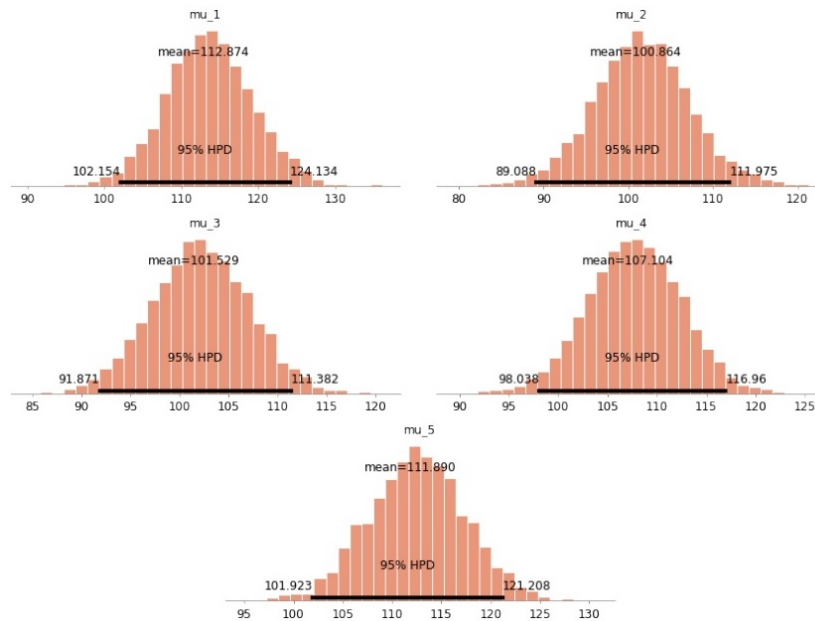 mu_1
mean=112.874
95% HPD
102.154 124.134
90 100 110 120 130
mu_2
mean=100.864
95% HPD
89.088 111.975
80 90 100 110 120
mu_3
mean=101.529
95% HPD
91.871 111.382
85 90 95 100 105 110 115 120
mu_4
mean=107.104
95% HPD
98.038 116.96
90 95 100 105 110 115 120 125
mu_5
mean=111.890
95% HPD
101.923 121.208
95 100 105 110 115 120 125 130